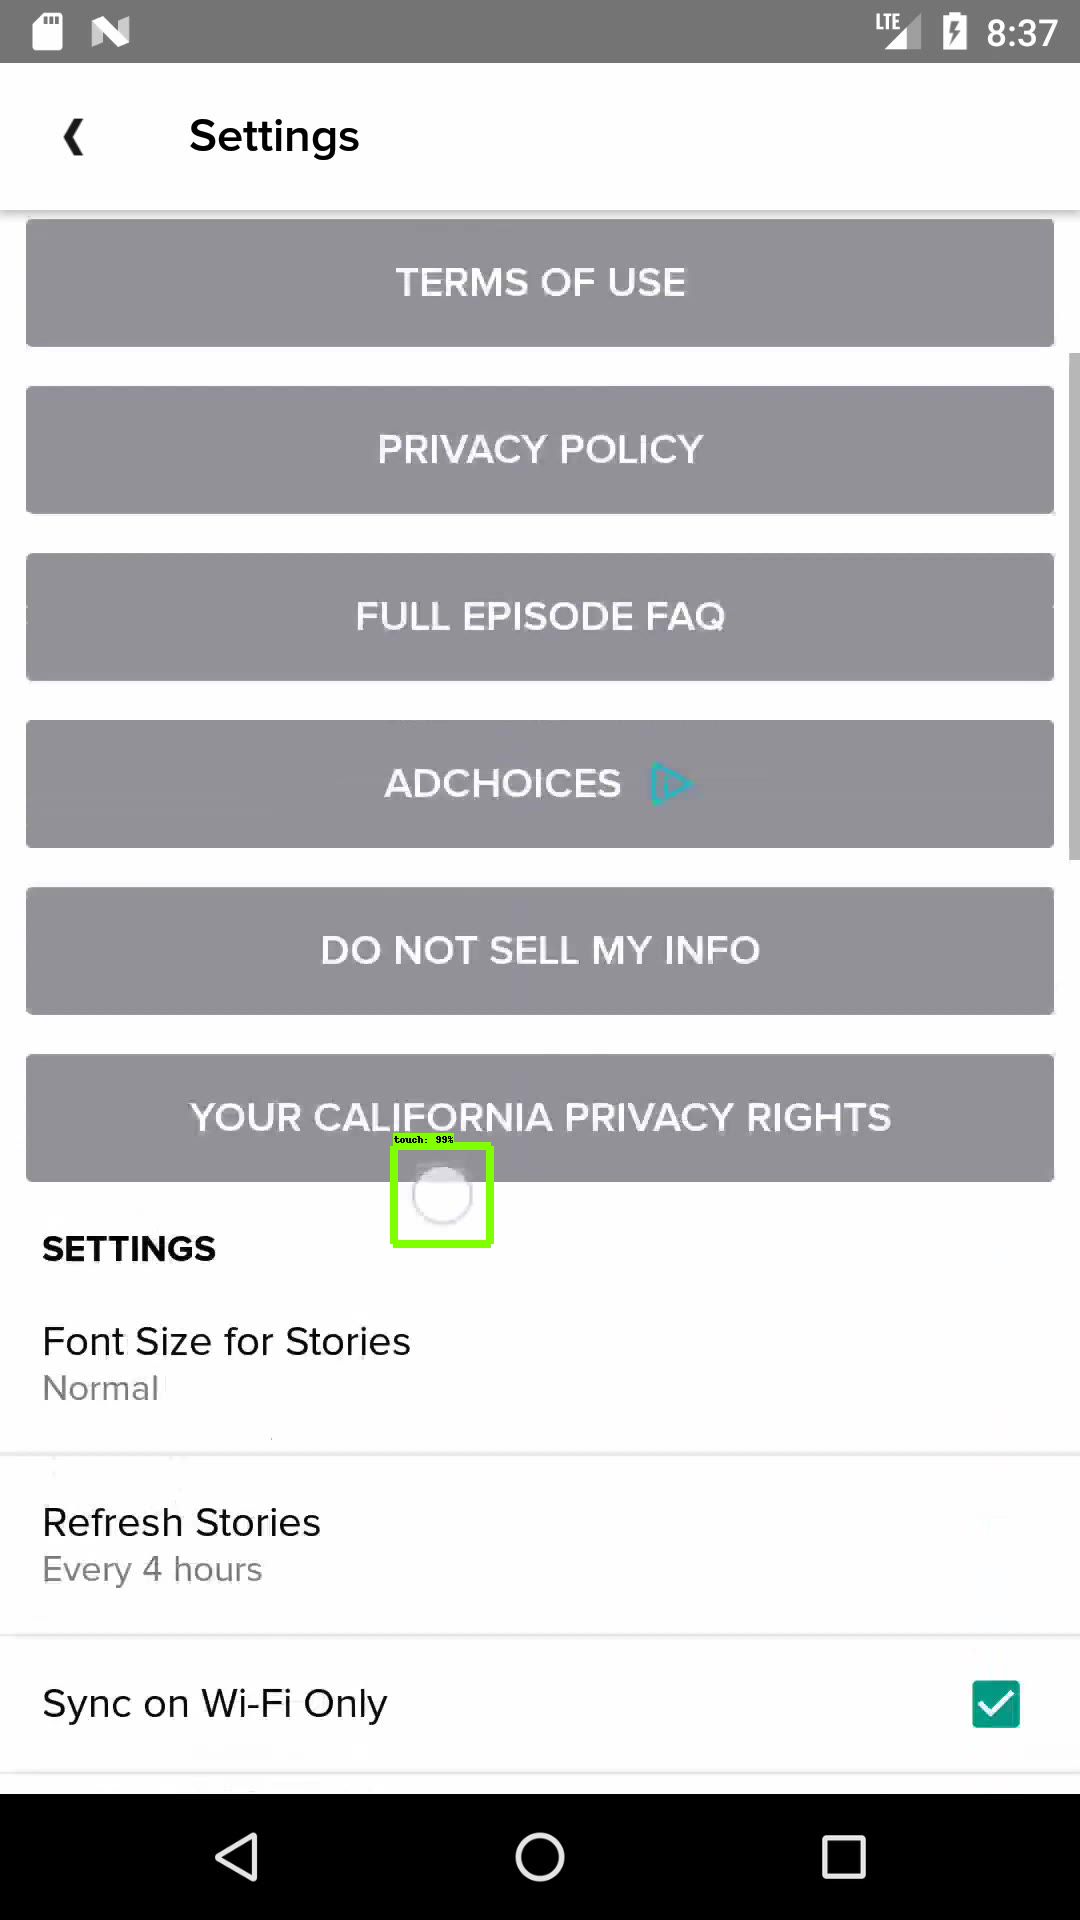 LTE 8:37
Settings
TERMS OF USE
PRIVACY POLICY
FULL EPISODE FAQ
ADCHOICES
DO NOT SELL MY INFO
YOUR CALIFORNIA PRIVACY RIGHTS
touch: 99%
SETTINGS
Font Size for Stories
Normal
Refresh Stories
Every 4 hours
Sync on Wi-Fi Only